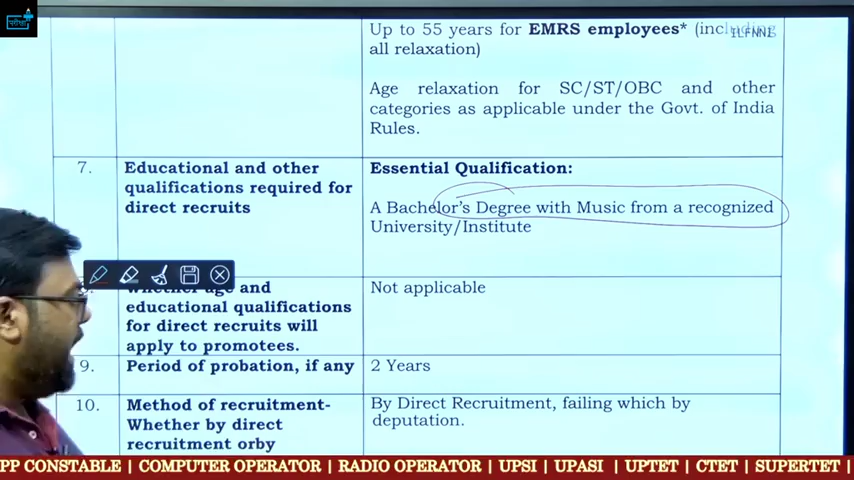 परीक्षा
Up to 55 years for EMRS employees* (including
all relaxation)
ILFNNI
Age relaxation for SC/ST/OBC and other
categories as applicable under the Govt. of India
Rules.
7.
Educational and other
qualifications required for
direct recruits
Essential Qualification:
A Bachelor's Degree with Music from a recognized
University/Institute
Whether age and
educational qualifications
for direct recruits will
apply to promotees.
Not applicable
9.
Period of probation, if any
2 Years
10.
Method of recruitment-
Whether by direct
recruitment orby
By Direct Recruitment, failing which by
deputation.
PP CONSTABLE | COMPUTER OPERATOR | RADIO OPERATOR | UPSI | UPASI | UPTET | CTET | SUPERTET |